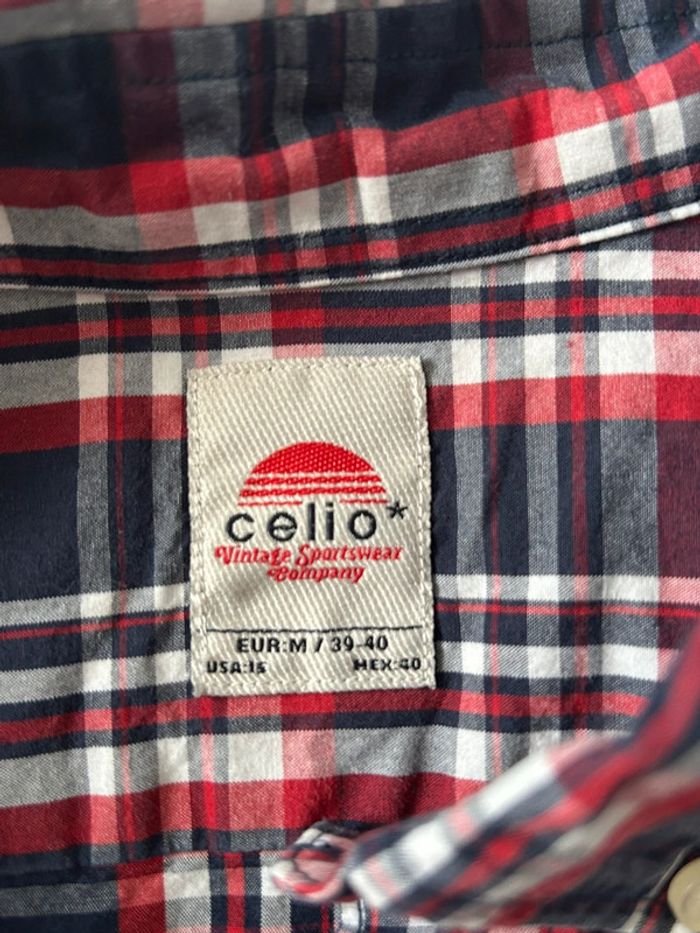 celio*
Vintage Sportswear
Company
EUR:M / 39-40
USA:15 MEX:40